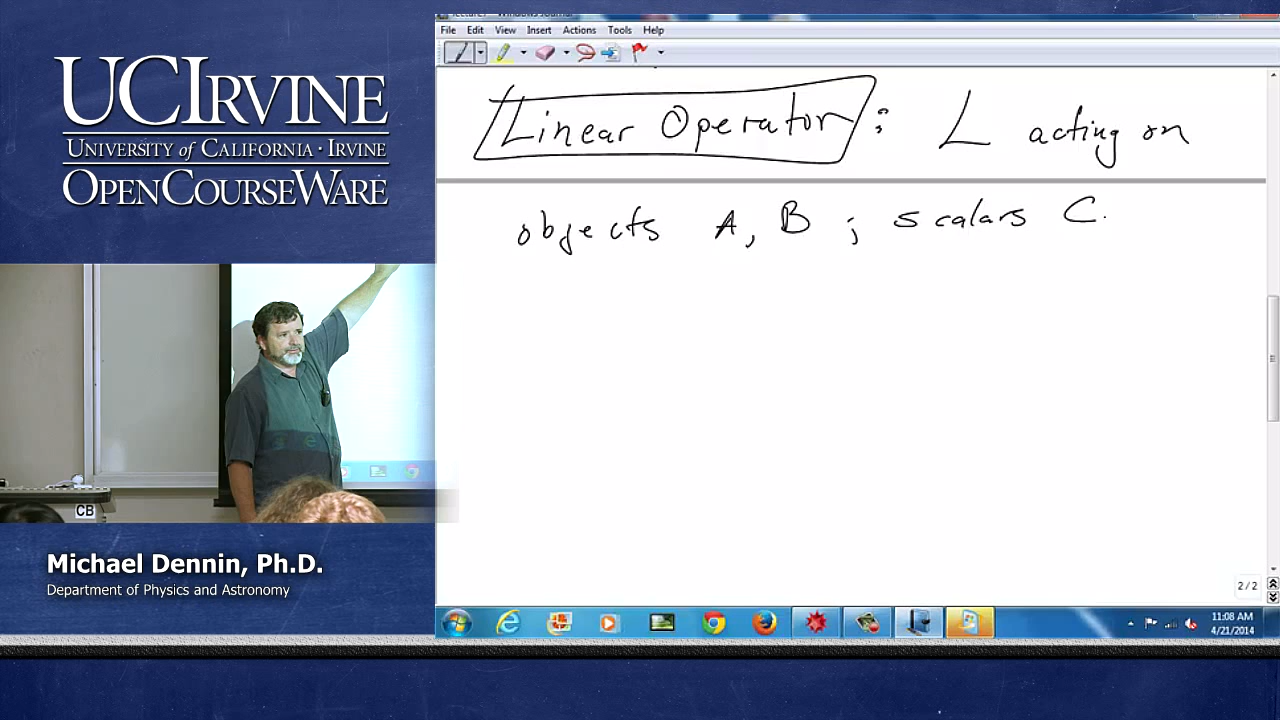 UCIRVINE
UNIVERSITY of CALIFORNIA · IRVINE
OPENCOURSEWARE
CB
Michael Dennin, Ph.D.
Department of Physics and Astronomy
File Edit View Insert Actions Tools Help
Linear Operator : L acting on
objects A, B ; scalars C.
2/2
11:08 AM
4/21/2014